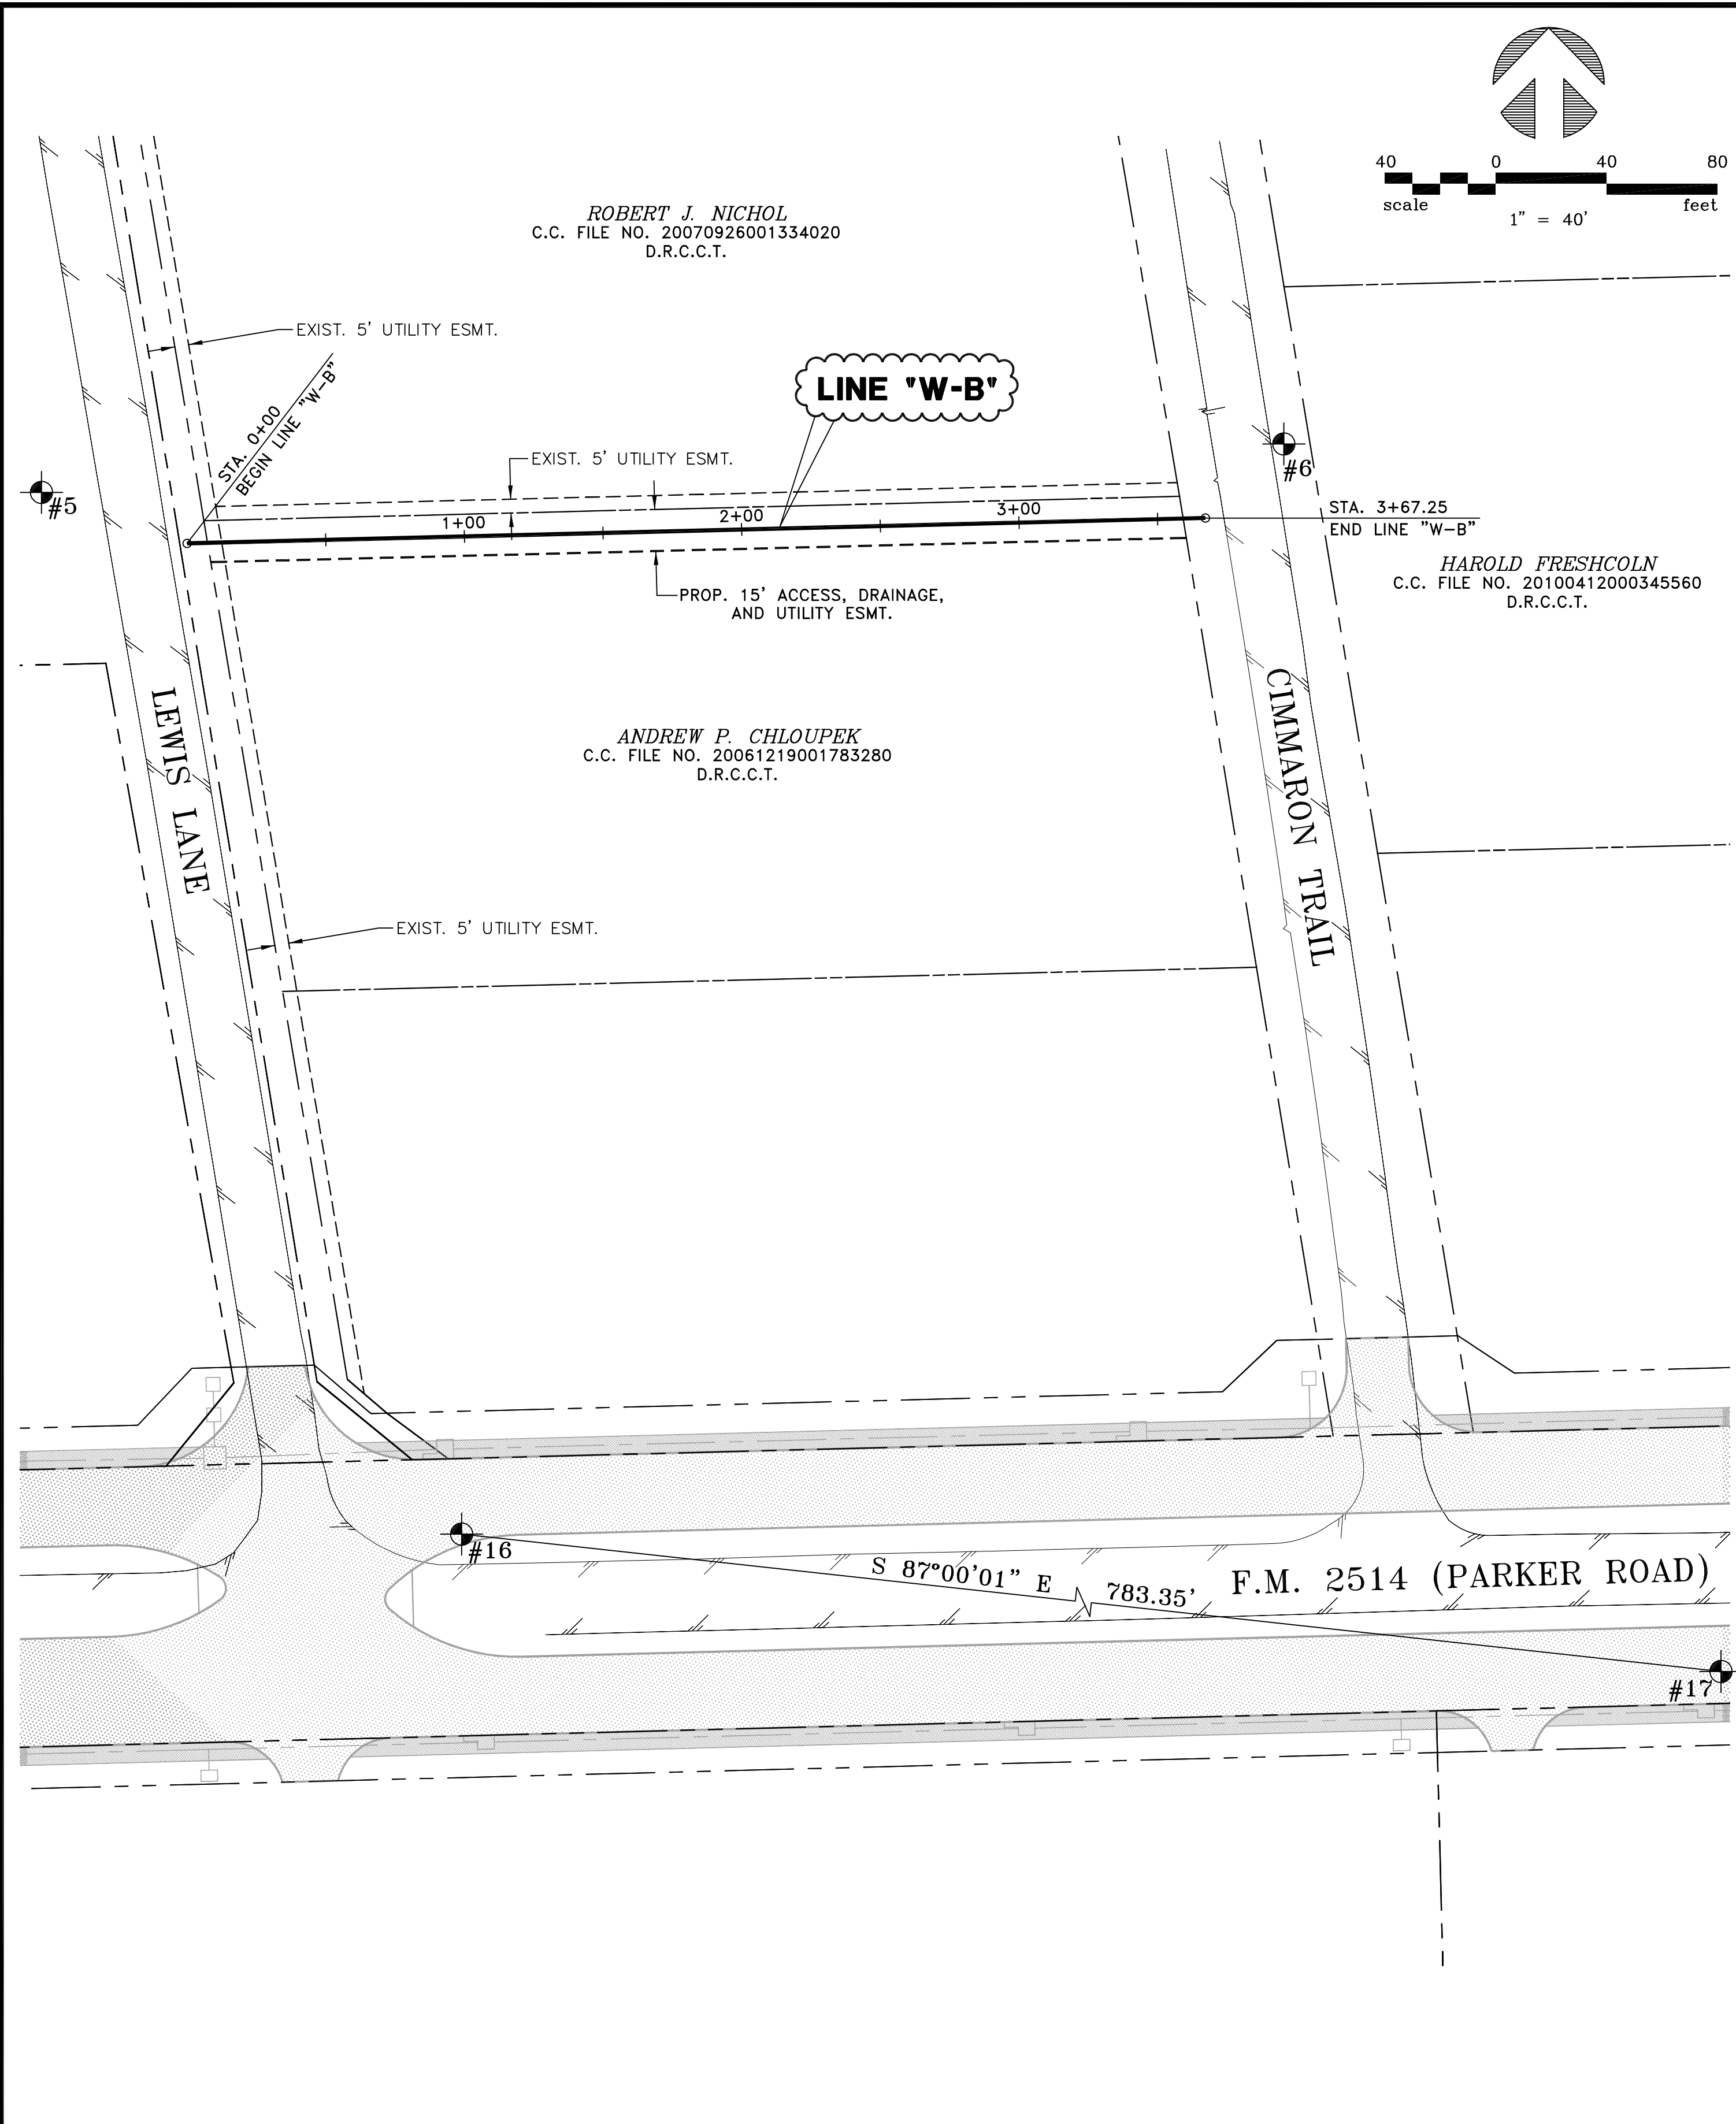 40 0 40 80
scale feet
1" = 40'
ROBERT J. NICHOL
C.C. FILE NO. 20070926001334020
D.R.C.C.T.
EXIST. 5' UTILITY ESMT.
STA. 0+00
BEGIN LINE "W-B"
LINE "W-B"
EXIST. 5' UTILITY ESMT.
#5
#6
1+00
2+00
3+00
STA. 3+67.25
END LINE "W-B"
HAROLD FRESHCOLN
C.C. FILE NO. 20100412000345560
D.R.C.C.T.
PROP. 15' ACCESS, DRAINAGE,
AND UTILITY ESMT.
LEWIS LANE
CIMMARON TRAIL
ANDREW P. CHLOUPEK
C.C. FILE NO. 20061219001783280
D.R.C.C.T.
EXIST. 5' UTILITY ESMT.
#16
S 87°00'01" E 783.35'
F.M. 2514 (PARKER ROAD)
#17